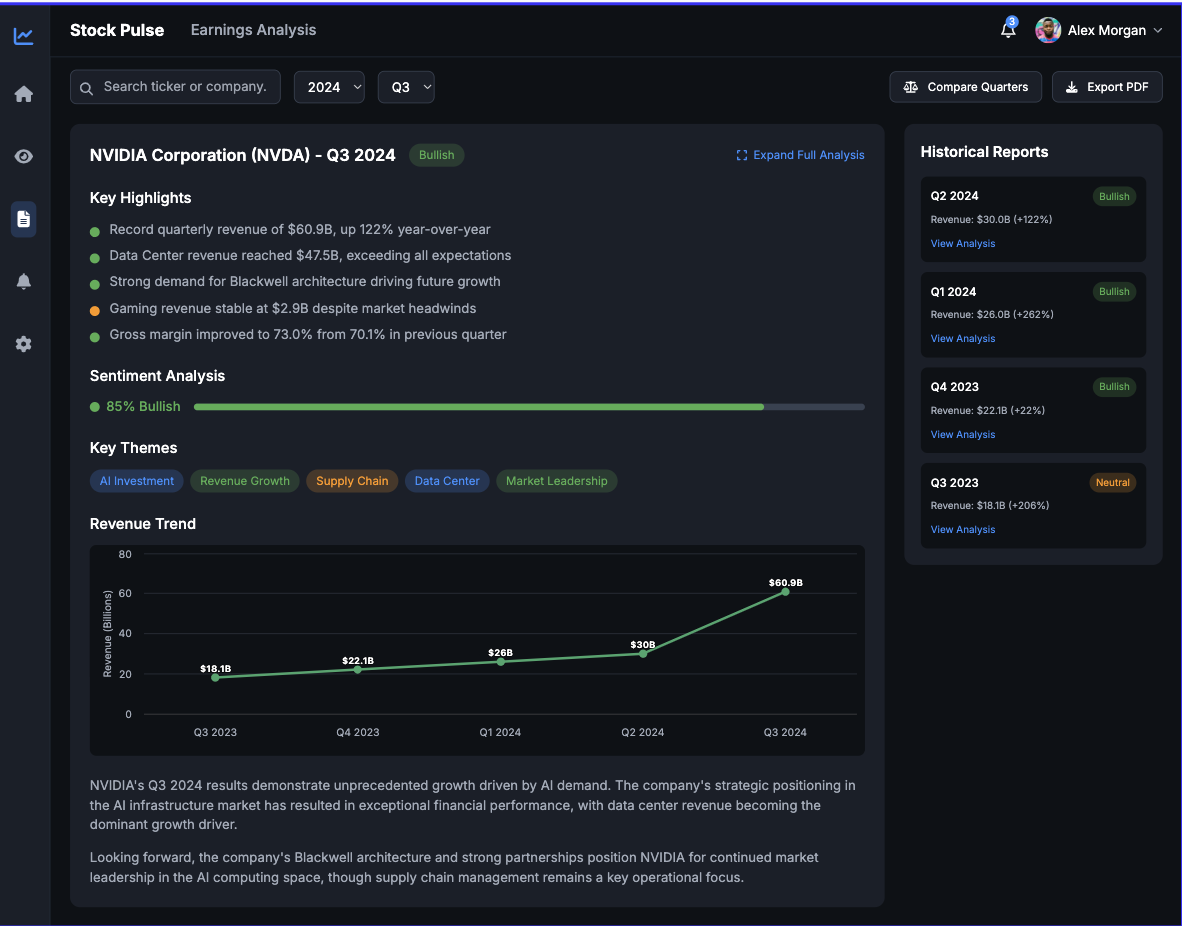 Stock Pulse
Earnings Analysis
3
Alex Morgan
Search ticker or company.
2024
Q3
Compare Quarters
Export PDF
NVIDIA Corporation (NVDA) - Q3 2024
Bullish
Expand Full Analysis
Key Highlights
Record quarterly revenue of $60.9B, up 122% year-over-year
Data Center revenue reached $47.5B, exceeding all expectations
Strong demand for Blackwell architecture driving future growth
Gaming revenue stable at $2.9B despite market headwinds
Gross margin improved to 73.0% from 70.1% in previous quarter
Sentiment Analysis
85% Bullish
Key Themes
AI Investment
Revenue Growth
Supply Chain
Data Center
Market Leadership
Revenue Trend
80
60
40
20
0
Revenue (Billions)
$18.1B
$22.1B
$26B
$30B
$60.9B
Q3 2023
Q4 2023
Q1 2024
Q2 2024
Q3 2024
NVIDIA's Q3 2024 results demonstrate unprecedented growth driven by AI demand. The company's strategic positioning in
the AI infrastructure market has resulted in exceptional financial performance, with data center revenue becoming the
dominant growth driver.
Looking forward, the company's Blackwell architecture and strong partnerships position NVIDIA for continued market
leadership in the AI computing space, though supply chain management remains a key operational focus.
Historical Reports
Q2 2024
Bullish
Revenue: $30.0B (+122%)
View Analysis
Q1 2024
Bullish
Revenue: $26.0B (+262%)
View Analysis
Q4 2023
Bullish
Revenue: $22.1B (+22%)
View Analysis
Q3 2023
Neutral
Revenue: $18.1B (+206%)
View Analysis